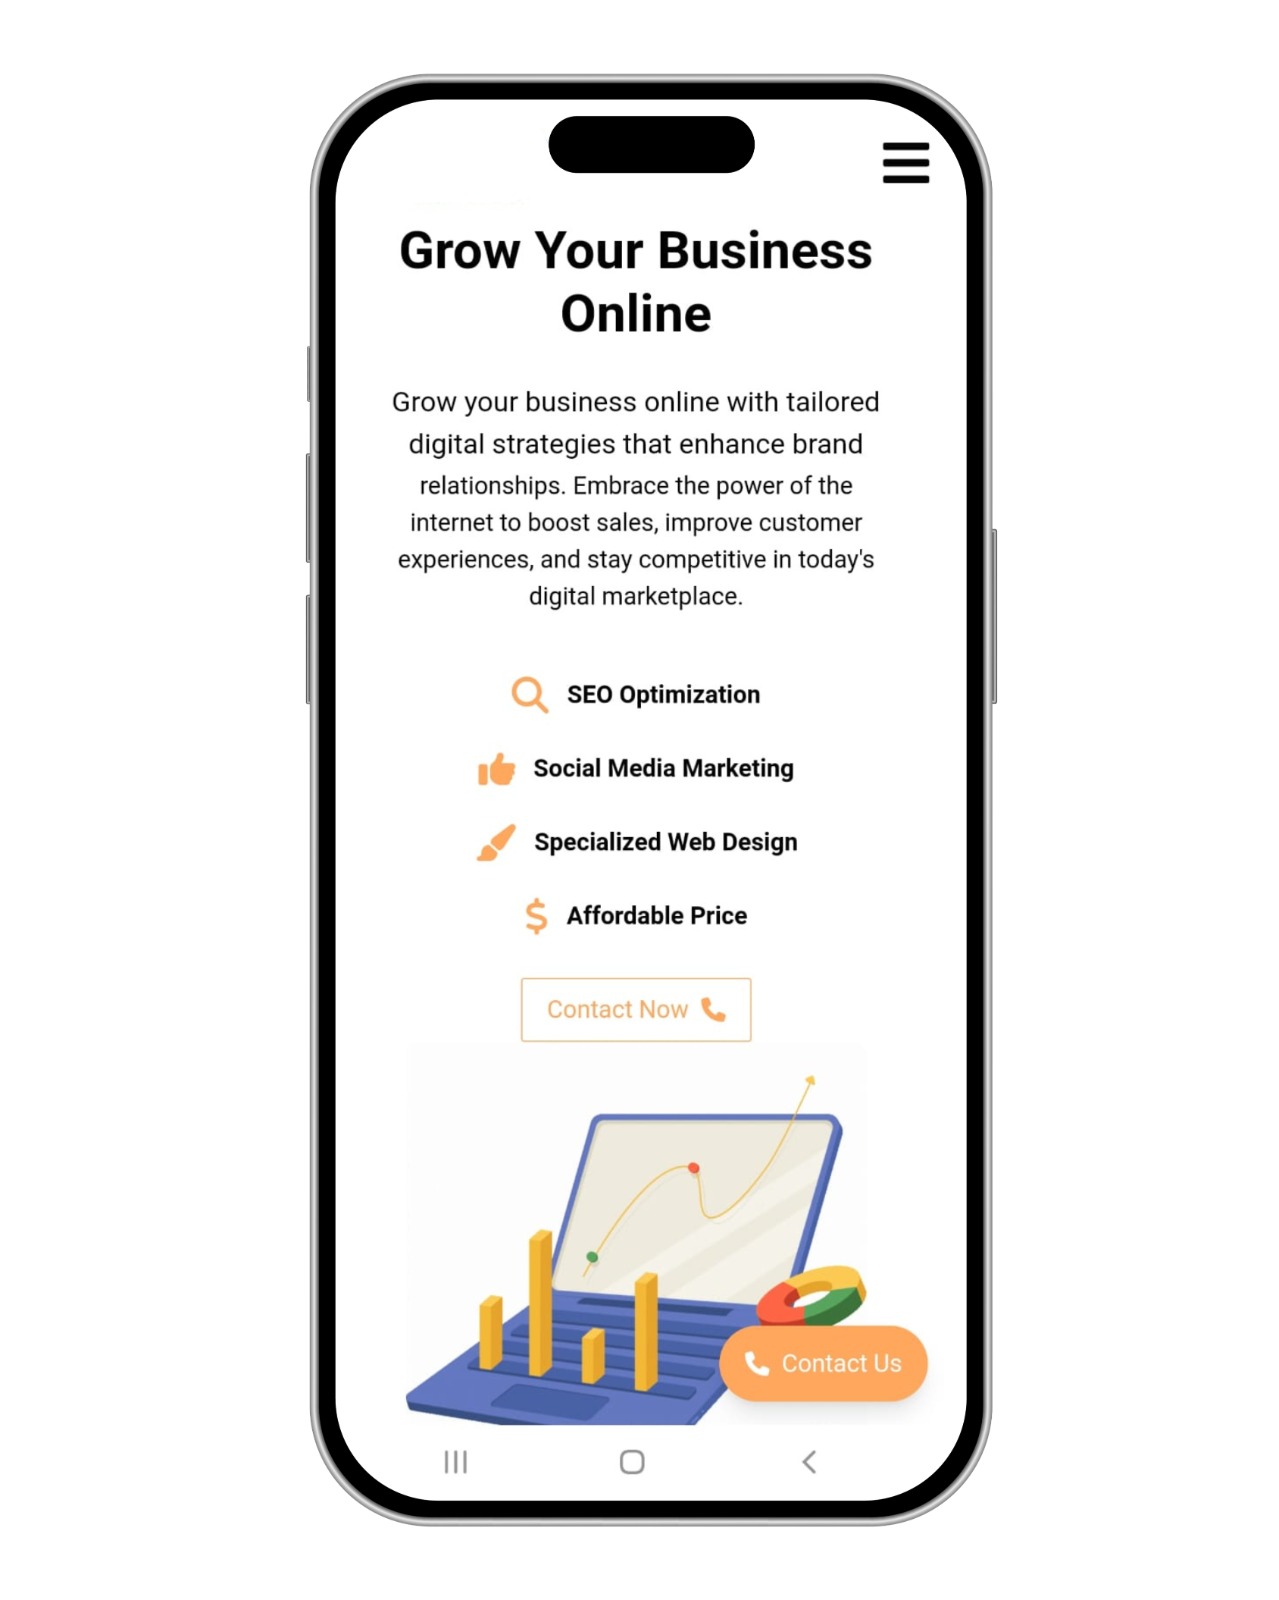 Grow Your Business
Online
Grow your business online with tailored
digital strategies that enhance brand
relationships. Embrace the power of the
internet to boost sales, improve customer
experiences, and stay competitive in today's
digital marketplace.
SEO Optimization
Social Media Marketing
Specialized Web Design
Affordable Price
Contact Now
Contact Us